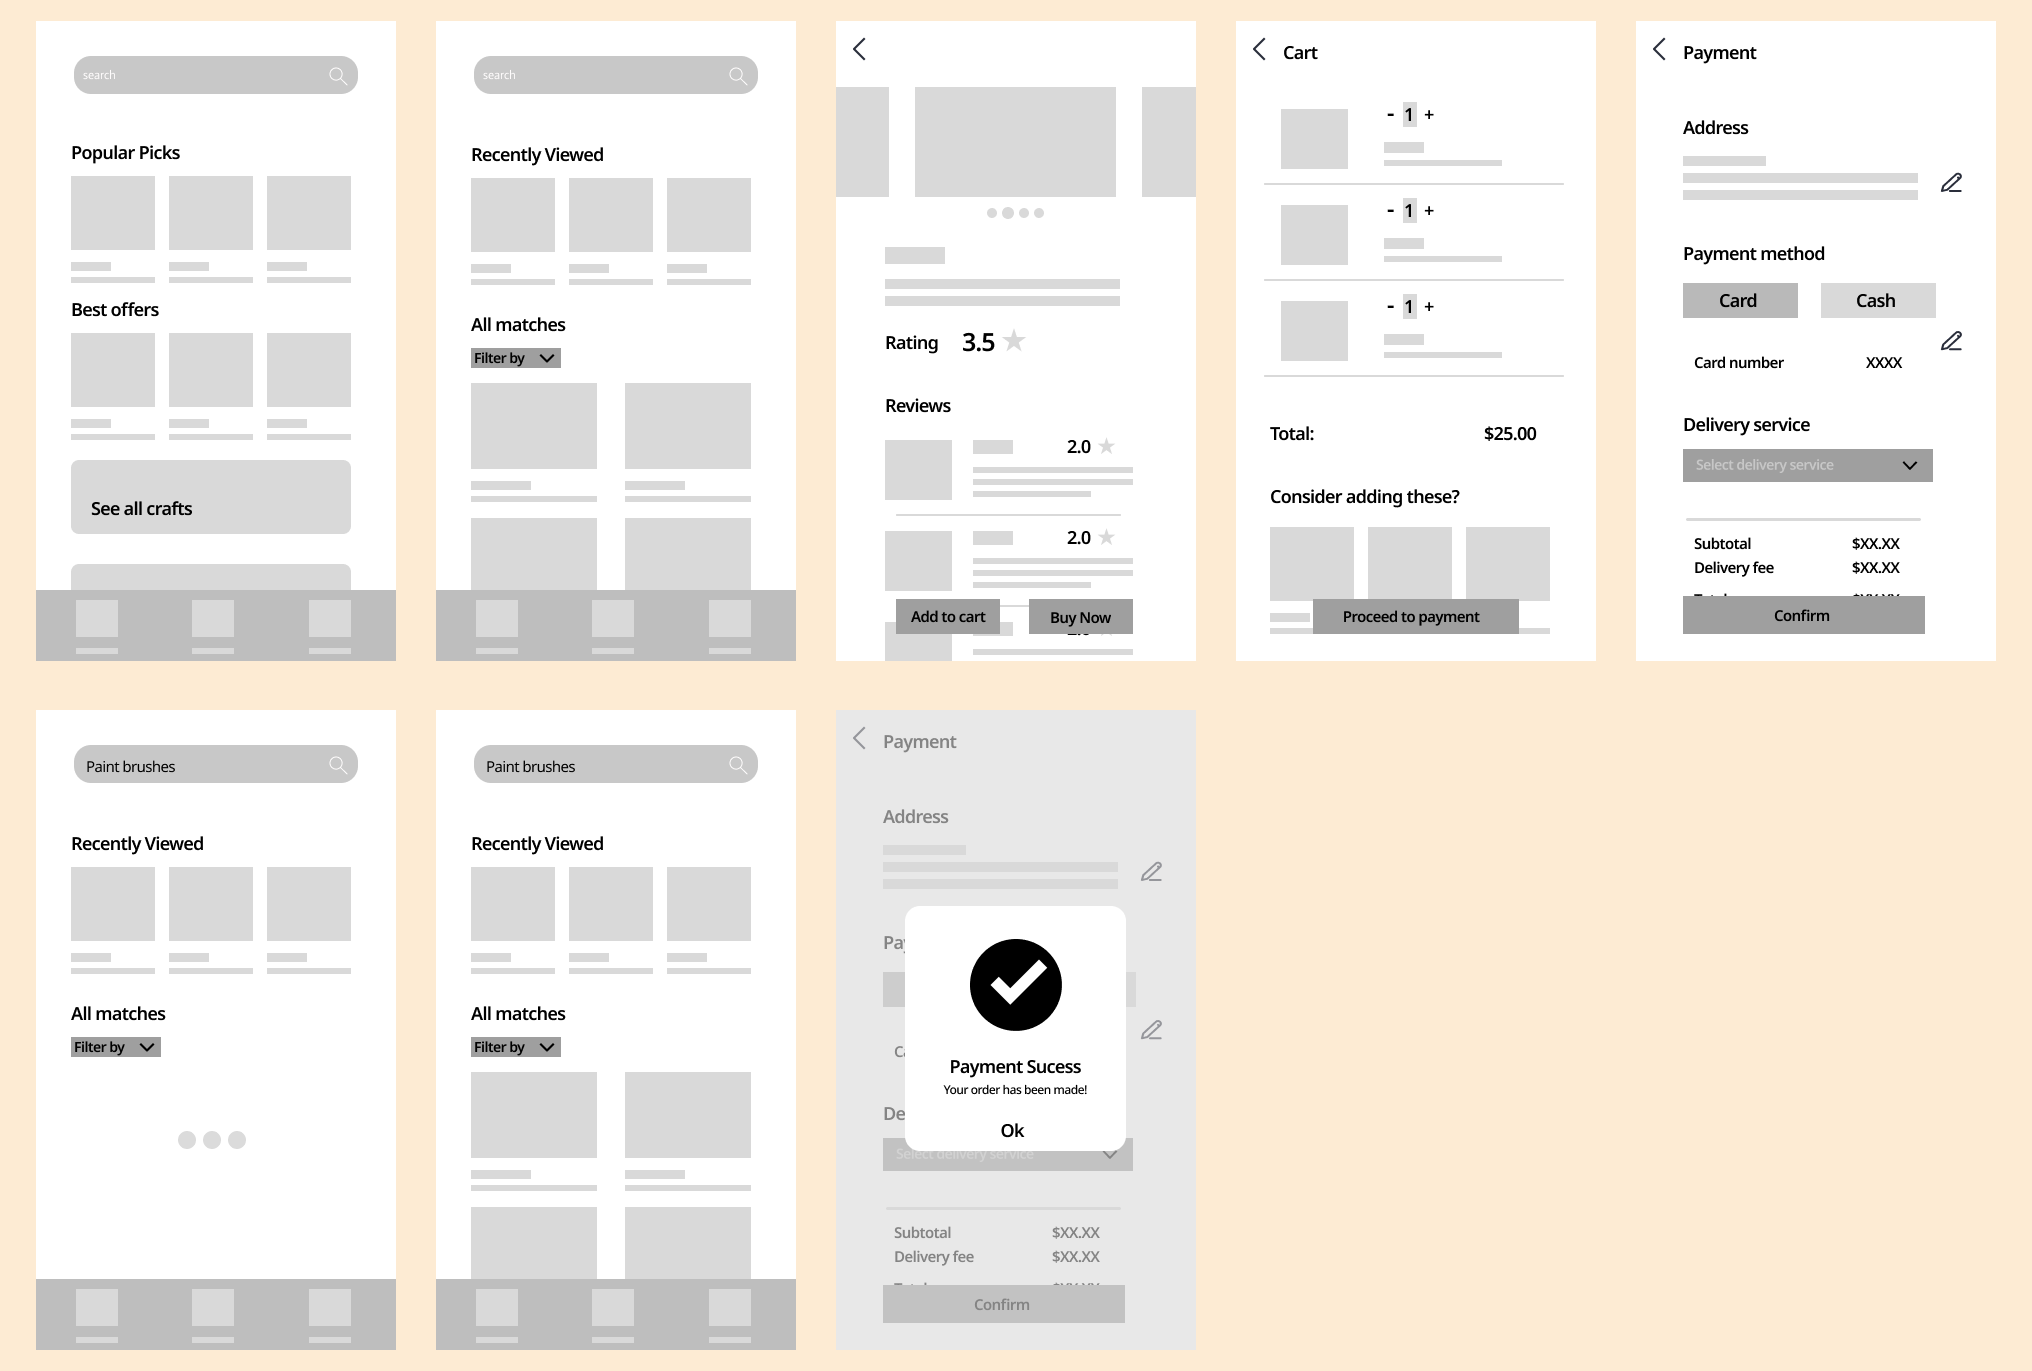 search
Popular Picks
Best offers
See all crafts
search
Recently Viewed
All matches
Filter by
Rating 3.5
Reviews
2.0
2.0
Add to cart Buy Now
Cart
- 1 +
- 1 +
- 1 +
Total: $25.00
Consider adding these?
Proceed to payment
Payment
Address
Payment method
Card Cash
Card number XXXX
Delivery service
Select delivery service
Subtotal $XX.XX
Delivery fee $XX.XX
Confirm
Paint brushes
Recently Viewed
All matches
Filter by
Paint brushes
Recently Viewed
All matches
Filter by
Payment
Address
Payment Sucess
Your order has been made!
Ok
Select delivery service
Subtotal $XX.XX
Delivery fee $XX.XX
Confirm